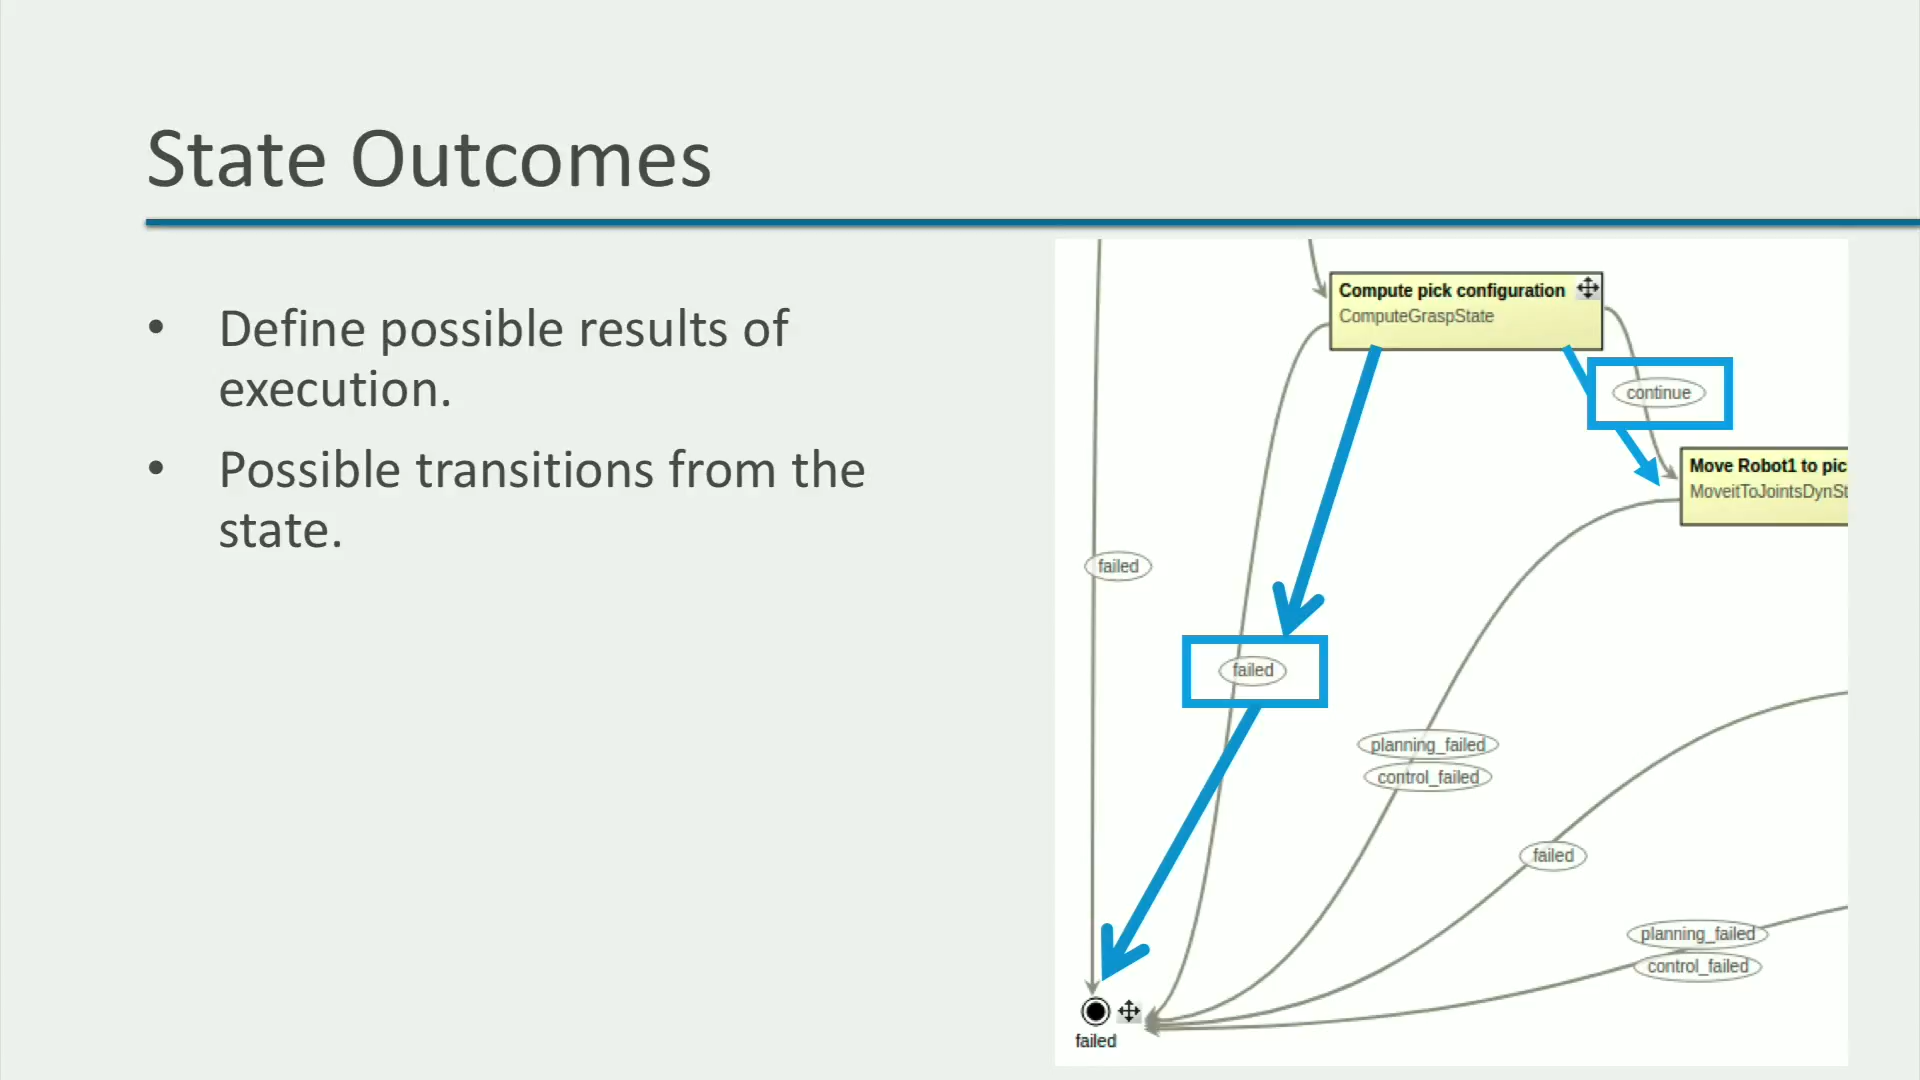 State Outcomes
• Define possible results of
execution.
• Possible transitions from the
state.
Compute pick configuration
ComputeGraspState
continue
Move Robot1 to pic
MoveitToJointsDynSt
failed
failed
planning_failed
control_failed
failed
planning_failed
control_failed
failed